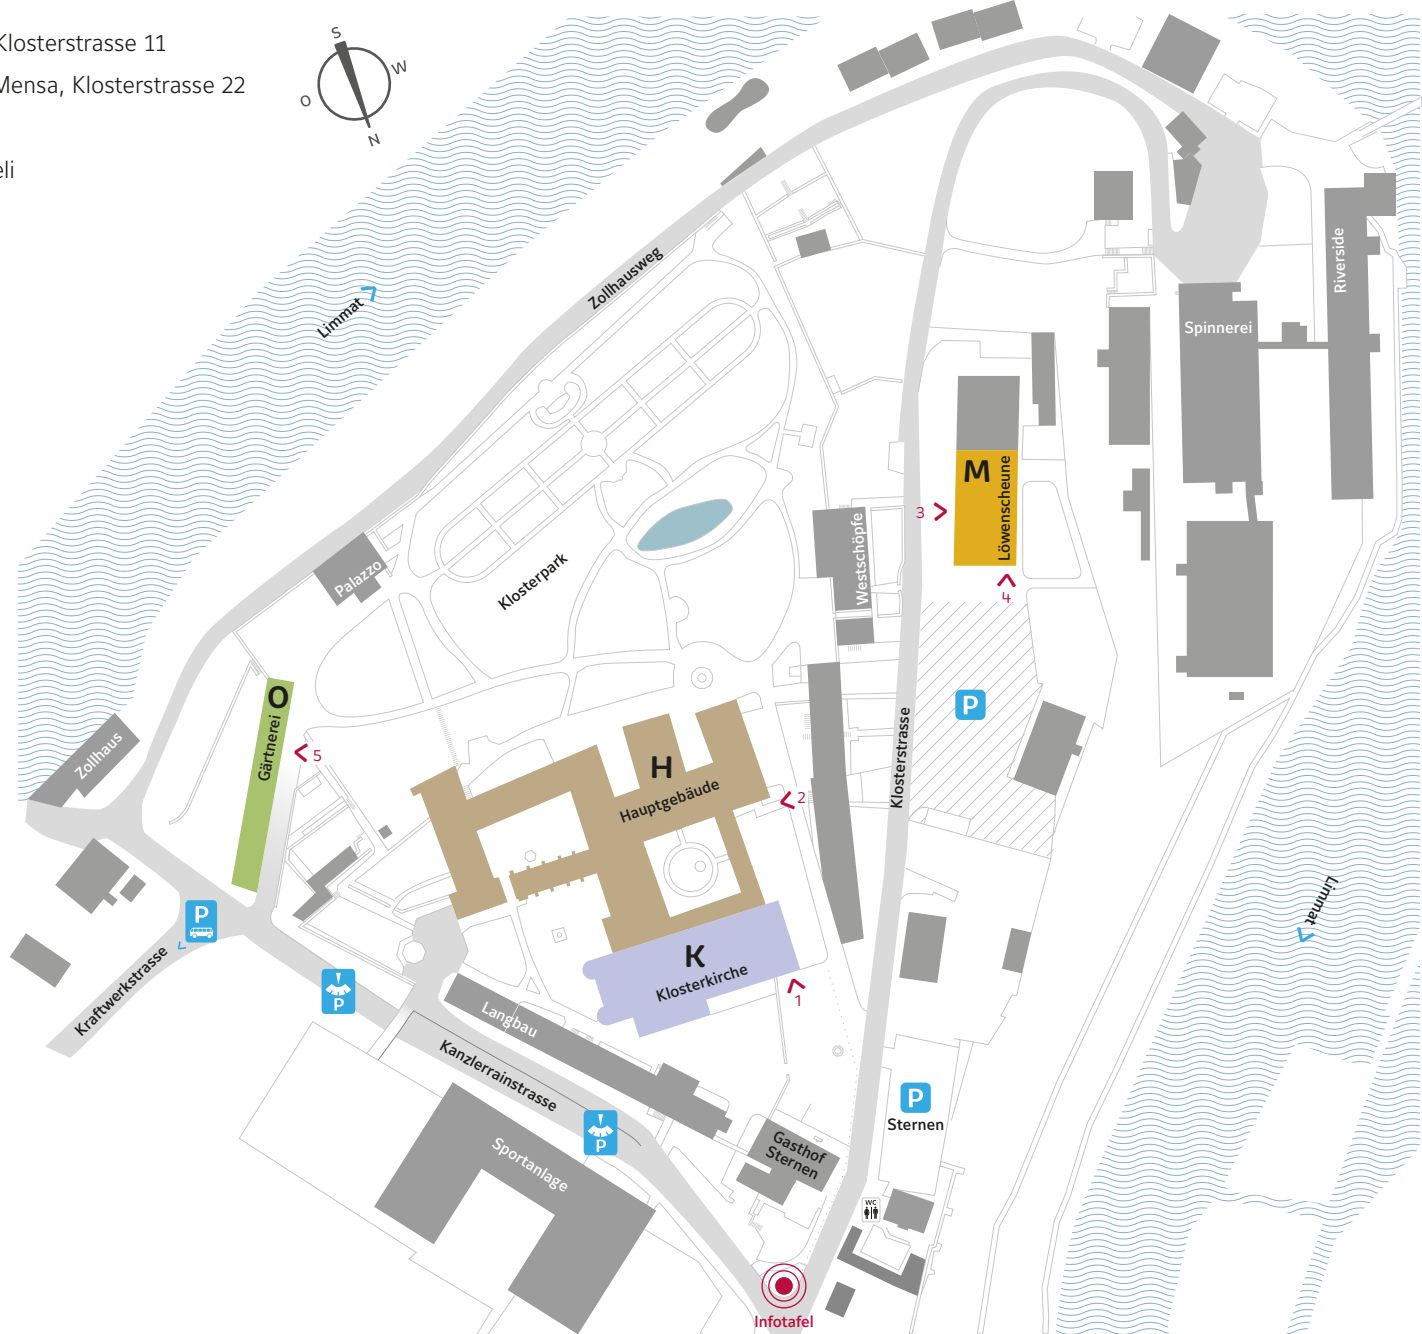 Klosterstrasse 11
Mensa, Klosterstrasse 22
eli
S
W
O
N
Limmat
Zollhausweg
Riverside
Spinnerei
M
Löwenscheune
3
4
Westschöpfe
Palazzo
Klosterpark
O
Gärtnerei
5
Zollhaus
P
Klosterstrasse
H
Hauptgebäude
2
Limmat
P
Kraftwerkstrasse
P
K
Klosterkirche
1
Langbau
Kanzlerrainstrasse
P
Sternen
P
Gasthof
Sternen
Sportanlage
WC
Infotafel